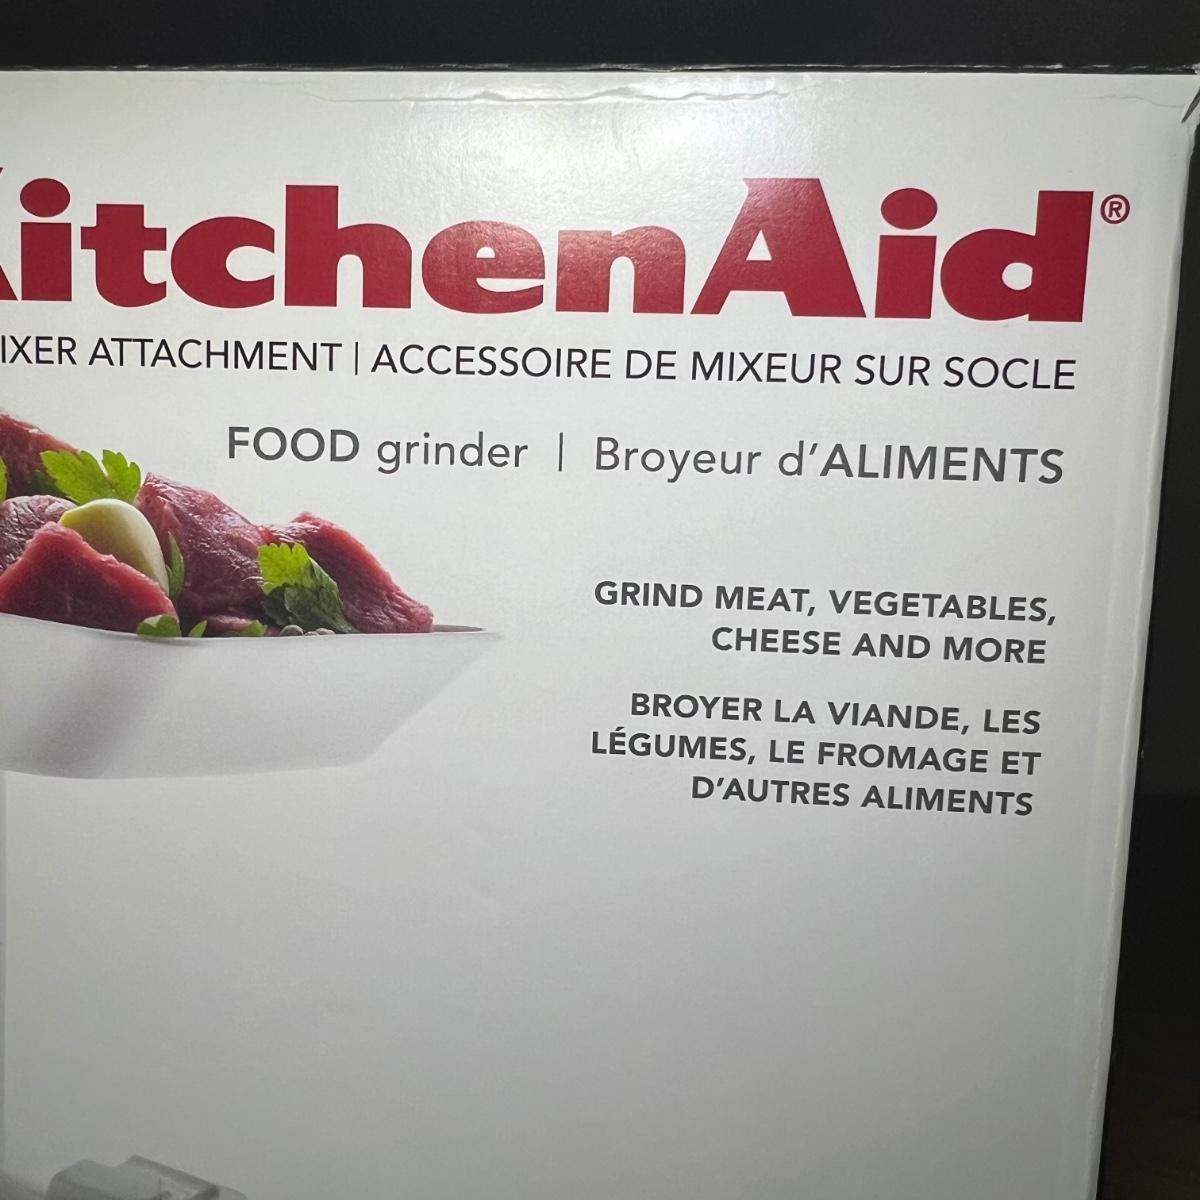 KitchenAid®
IXER ATTACHMENT | ACCESSOIRE DE MIXEUR SUR SOCLE
FOOD grinder | Broyeur d'ALIMENTS
GRIND MEAT, VEGETABLES,
CHEESE AND MORE
BROYER LA VIANDE, LES
LÉGUMES, LE FROMAGE ET
D'AUTRES ALIMENTS